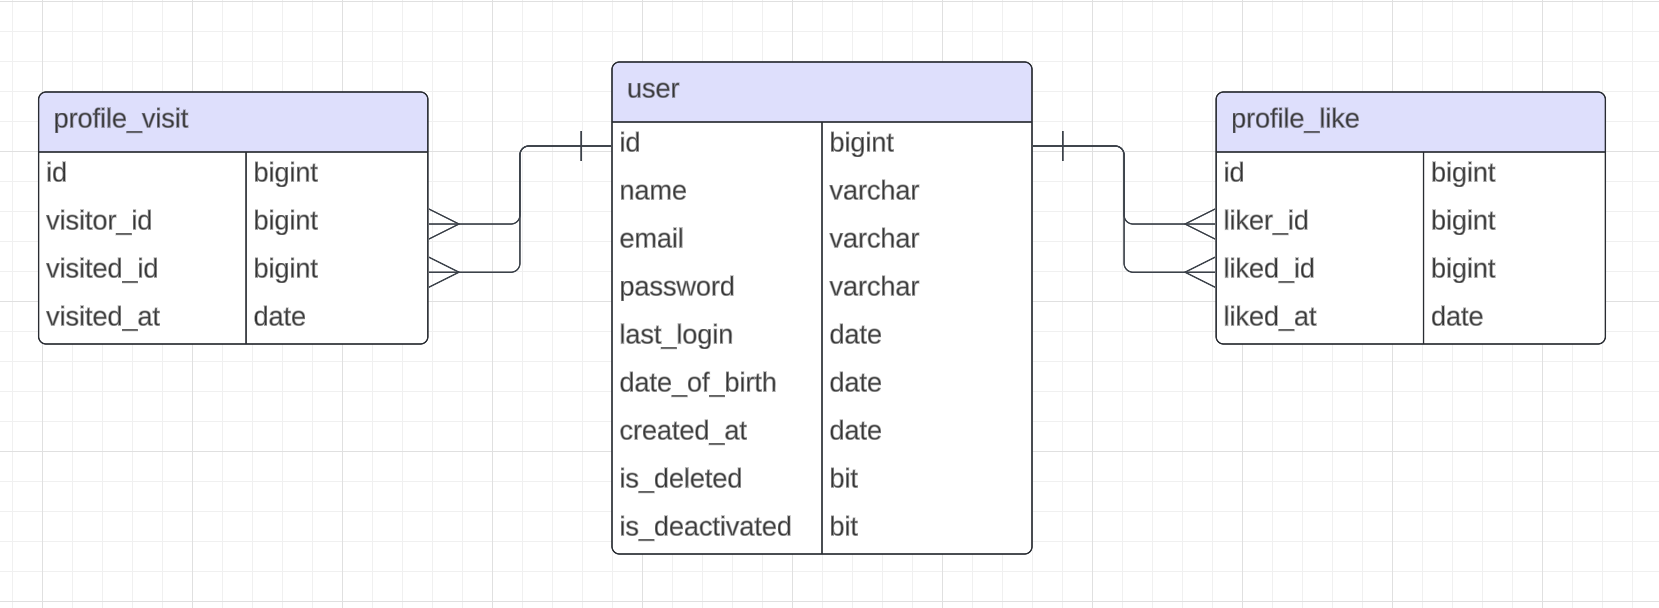 profile_visit
id bigint
visitor_id bigint
visited_id bigint
visited_at date
user
id bigint
name varchar
email varchar
password varchar
last_login date
date_of_birth date
created_at date
is_deleted bit
is_deactivated bit
profile_like
id bigint
liker_id bigint
liked_id bigint
liked_at date